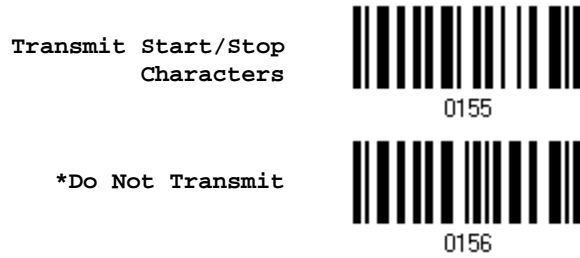 Transmit Start/Stop
Characters
0155
*Do Not Transmit
0156